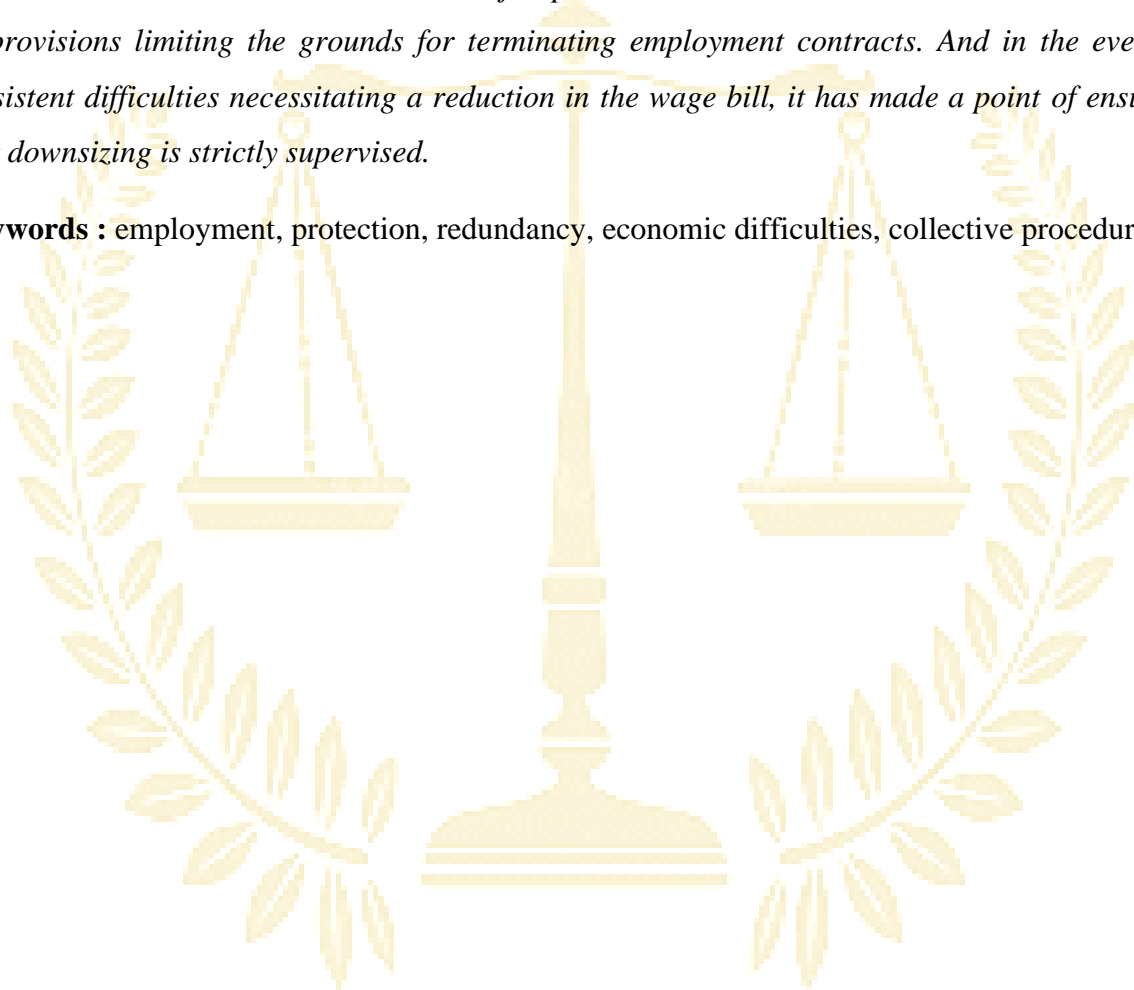 provisions limiting the grounds for terminating employment contracts. And in the eve
sistent difficulties necessitating a reduction in the wage bill, it has made a point of ensu
downsizing is strictly supervised.
words : employment, protection, redundancy, economic difficulties, collective procedur